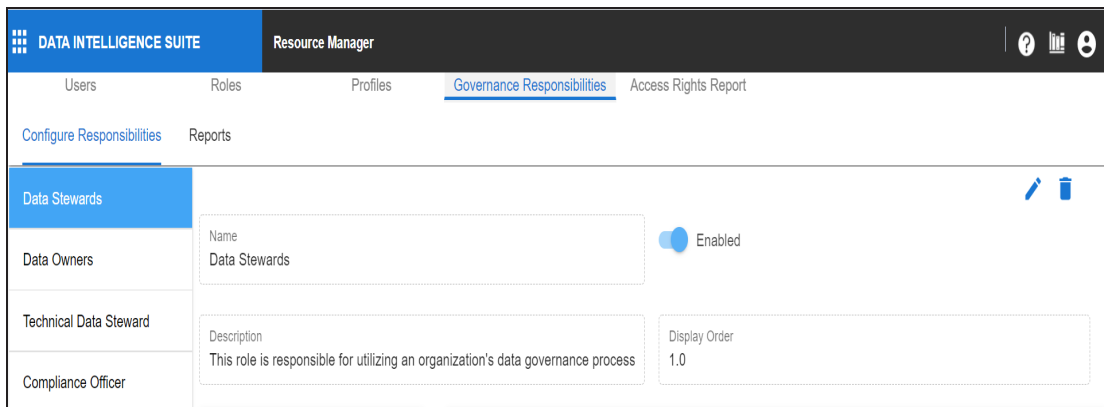 DATA INTELLIGENCE SUITE Resource Manager
Users Roles Profiles Governance Responsibilities Access Rights Report
Configure Responsibilities Reports
Data Stewards
Name
Data Stewards
Enabled
Data Owners
Technical Data Steward
Description
This role is responsible for utilizing an organization's data governance process
Display Order
1.0
Compliance Officer